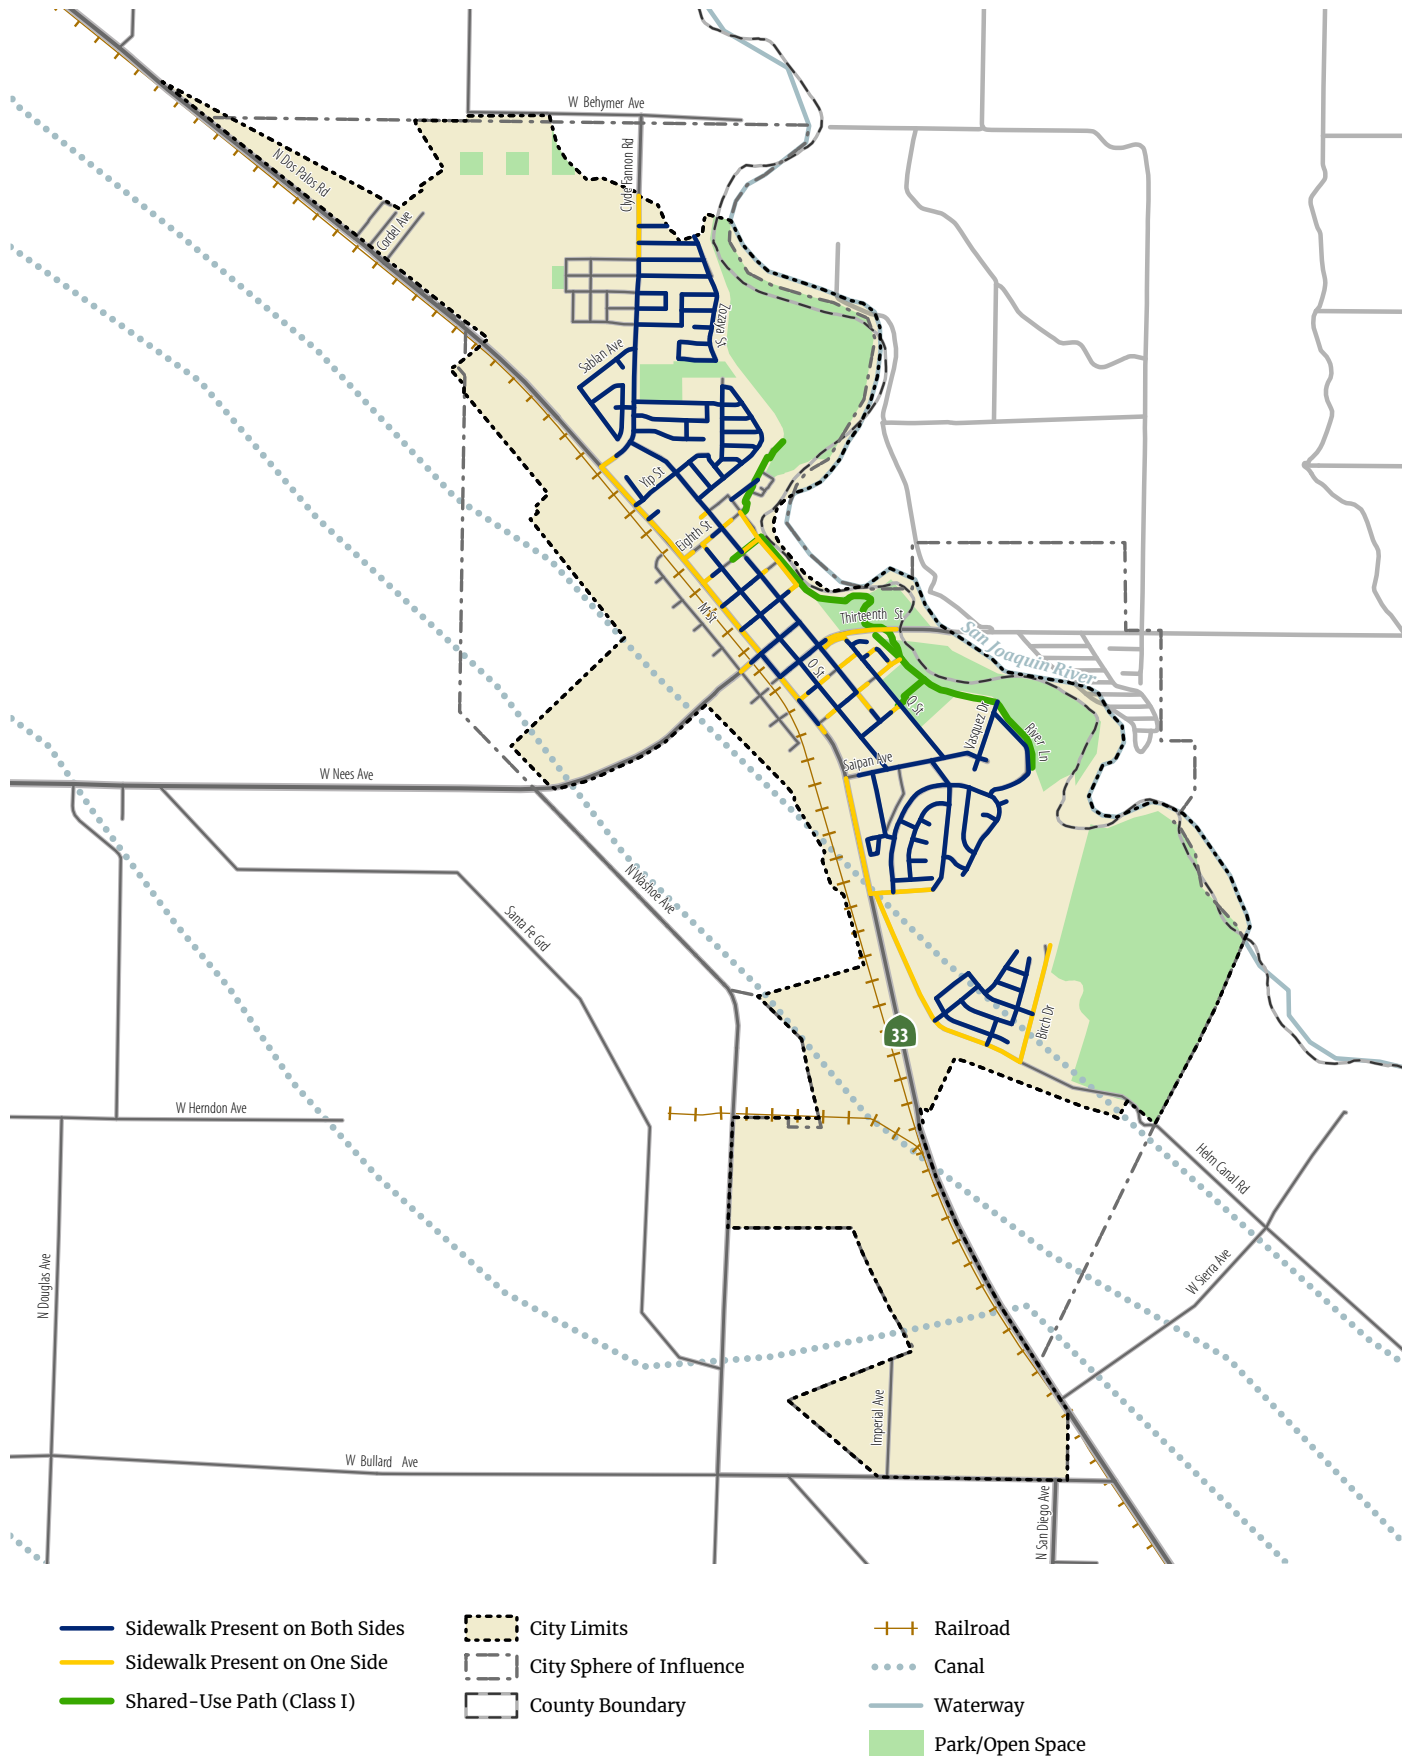 W Behymer Ave
N Dos Palos Rd
Clyde Fannon Rd
Cordel Ave
Zozaya St
Sablan Ave
Yip St
Eighth St
M St
Thirteenth St
San Joaquin River
O St
Q St
Vasquez Dr
River Ln
Saipan Ave
W Nees Ave
N Washoe Ave
Santa Fe Grd
33
Birch Dr
W Herndon Ave
Helm Canal Rd
N Douglas Ave
W Sierra Ave
Imperial Ave
W Bullard Ave
N San Diego Ave
Sidewalk Present on Both Sides
Sidewalk Present on One Side
Shared-Use Path (Class I)
City Limits
City Sphere of Influence
County Boundary
Railroad
Canal
Waterway
Park/Open Space